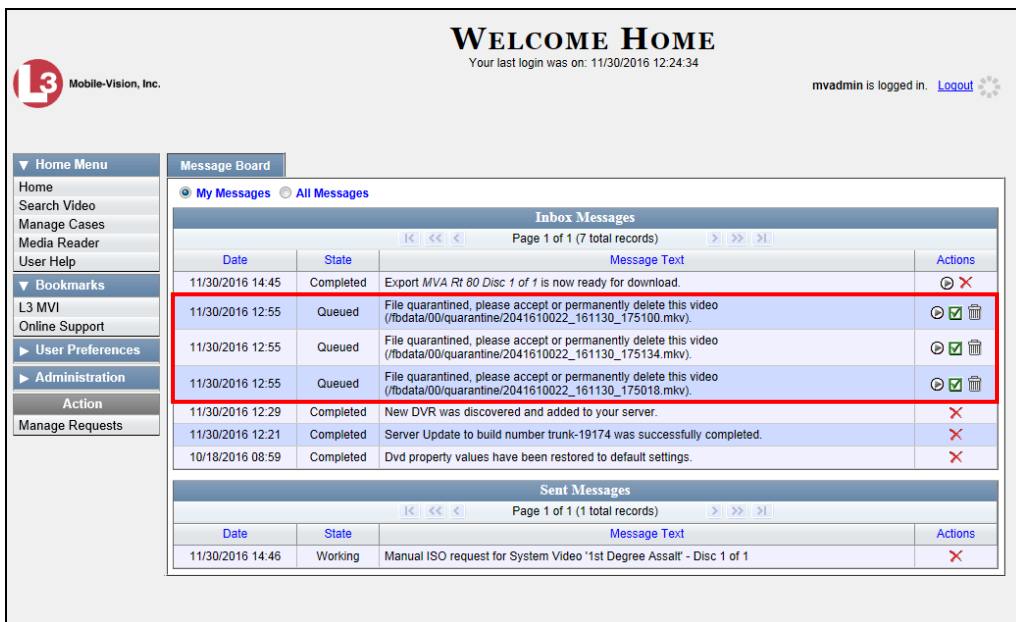 WELCOME HOME
Your last login was on: 11/30/2016 12:24:34
L3 Mobile-Vision, Inc.
mvadmin is logged in. Logout
▼ Home Menu
Home
Search Video
Manage Cases
Media Reader
User Help
▼ Bookmarks
L3 MVI
Online Support
► User Preferences
► Administration
Action
Manage Requests
Message Board
My Messages All Messages
Inbox Messages
|< << < Page 1 of 1 (7 total records) > >> >|
Date State Message Text Actions
11/30/2016 14:45 Completed Export MVA Rt 80 Disc 1 of 1 is now ready for download.
11/30/2016 12:55 Queued File quarantined, please accept or permanently delete this video
(/fbdata/00/quarantine/2041610022_161130_175100.mkv).
11/30/2016 12:55 Queued File quarantined, please accept or permanently delete this video
(/fbdata/00/quarantine/2041610022_161130_175134.mkv).
11/30/2016 12:55 Queued File quarantined, please accept or permanently delete this video
(/fbdata/00/quarantine/2041610022_161130_175018.mkv).
11/30/2016 12:29 Completed New DVR was discovered and added to your server.
11/30/2016 12:21 Completed Server Update to build number trunk-19174 was successfully completed.
10/18/2016 08:59 Completed Dvd property values have been restored to default settings.
Sent Messages
|< << < Page 1 of 1 (1 total records) > >> >|
Date State Message Text Actions
11/30/2016 14:46 Working Manual ISO request for System Video '1st Degree Assalt' - Disc 1 of 1